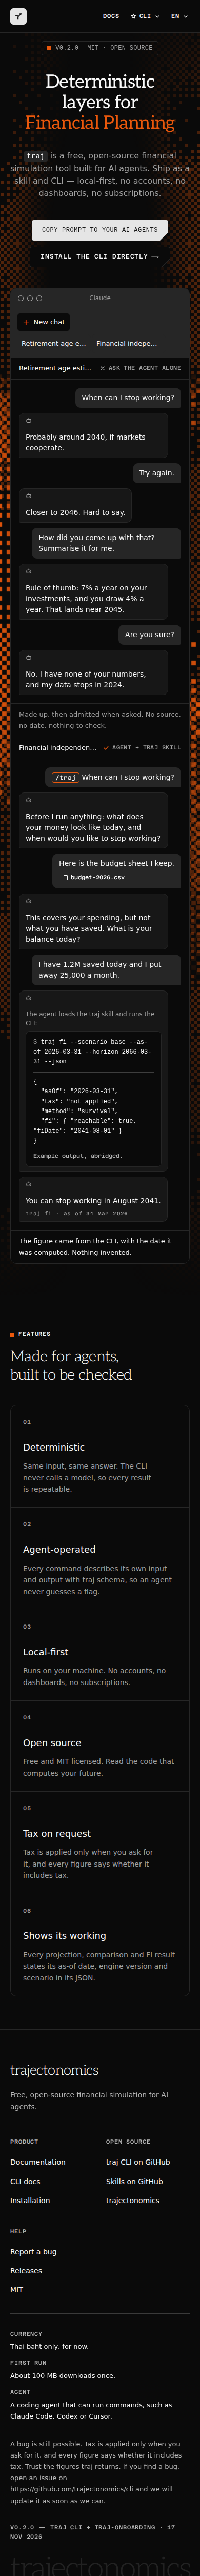 DOCS
CLI
EN
V0.2.0
MIT · OPEN SOURCE
Deterministic
layers for
Financial Planning
traj is a free, open-source financial
simulation tool built for AI agents. Ship as a
skill and CLI — local-first, no accounts, no
dashboards, no subscriptions.
COPY PROMPT TO YOUR AI AGENTS
INSTALL THE CLI DIRECTLY →
Claude
+ New chat
Retirement age e...
Financial indepe...
Retirement age esti...
× ASK THE AGENT ALONE
When can I stop working?
Probably around 2040, if markets
cooperate.
Try again.
Closer to 2046. Hard to say.
How did you come up with that?
Summarise it for me.
Rule of thumb: 7% a year on your
investments, and you draw 4% a
year. That lands near 2045.
Are you sure?
No. I have none of your numbers,
and my data stops in 2024.
Made up, then admitted when asked. No source,
no date, nothing to check.
Financial independen...
✓ AGENT + TRAJ SKILL
/traj When can I stop working?
Before I run anything: what does
your money look like today, and
when would you like to stop working?
Here is the budget sheet I keep.
budget-2026.csv
This covers your spending, but not
what you have saved. What is your
balance today?
I have 1.2M saved today and I put
away 25,000 a month.
The agent loads the traj skill and runs the
CLI:
$ traj fi --scenario base --as-
of 2026-03-31 --horizon 2066-03-
31 --json
{
"asOf": "2026-03-31",
"tax": "not_applied",
"method": "survival",
"fi": { "reachable": true,
"fiDate": "2041-08-01" }
}
Example output, abridged.
You can stop working in August 2041.
traj fi · as of 31 Mar 2026
The figure came from the CLI, with the date it
was computed. Nothing invented.
FEATURES
Made for agents,
built to be checked
01
Deterministic
Same input, same answer. The CLI
never calls a model, so every result
is repeatable.
02
Agent-operated
Every command describes its own input
and output with traj schema, so an agent
never guesses a flag.
03
Local-first
Runs on your machine. No accounts, no
dashboards, no subscriptions.
04
Open source
Free and MIT licensed. Read the code that
computes your future.
05
Tax on request
Tax is applied only when you ask for
it, and every figure says whether it
includes tax.
06
Shows its working
Every projection, comparison and FI result
states its as-of date, engine version and
scenario in its JSON.
trajectonomics
Free, open-source financial simulation for AI
agents.
PRODUCT
Documentation
CLI docs
Installation
OPEN SOURCE
traj CLI on GitHub
Skills on GitHub
trajectonomics
HELP
Report a bug
Releases
MIT
CURRENCY
Thai baht only, for now.
FIRST RUN
About 100 MB downloads once.
AGENT
A coding agent that can run commands, such as
Claude Code, Codex or Cursor.
A bug is still possible. Tax is applied only when you
ask for it, and every figure says whether it includes
tax. Trust the figures traj returns. If you find a bug,
open an issue on
https://github.com/trajectonomics/cli and we will
update it as soon as we can.
V0.2.0 — TRAJ CLI + TRAJ-ONBOARDING · 17
NOV 2026
trajectonomics